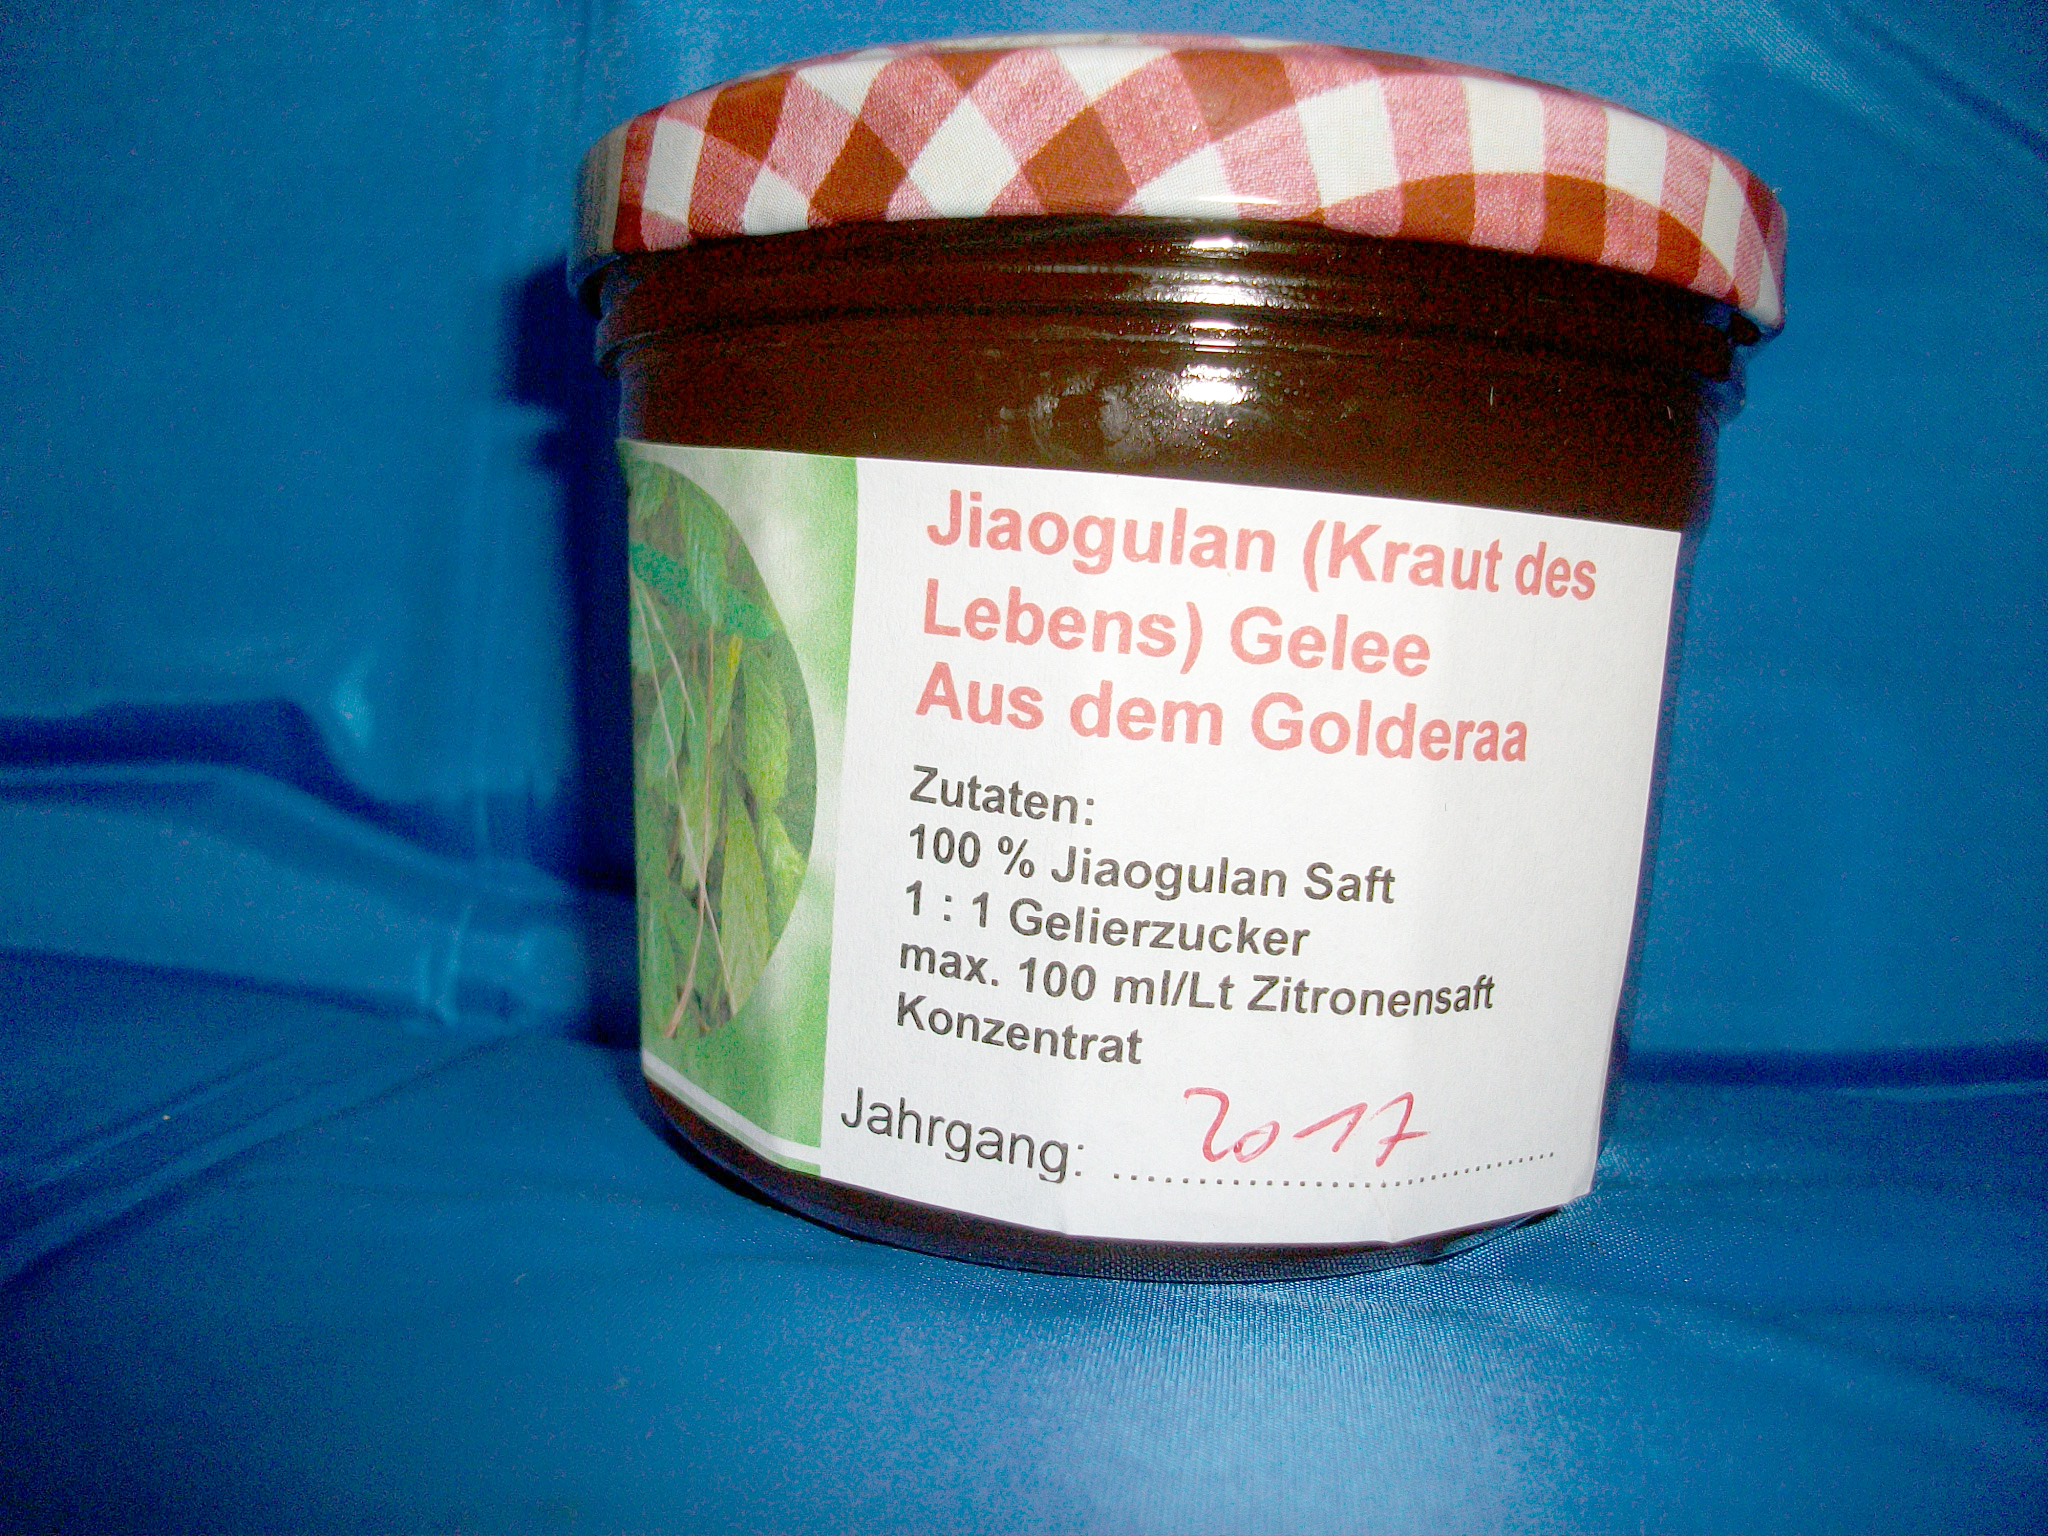 Jiaogulan (Kraut des
Lebens) Gelee
Aus dem Golderaa
Zutaten:
100 % Jiaogulan Saft
1 : 1 Gelierzucker
max. 100 ml/Lt Zitronensaft
Konzentrat
Jahrgang: 2017